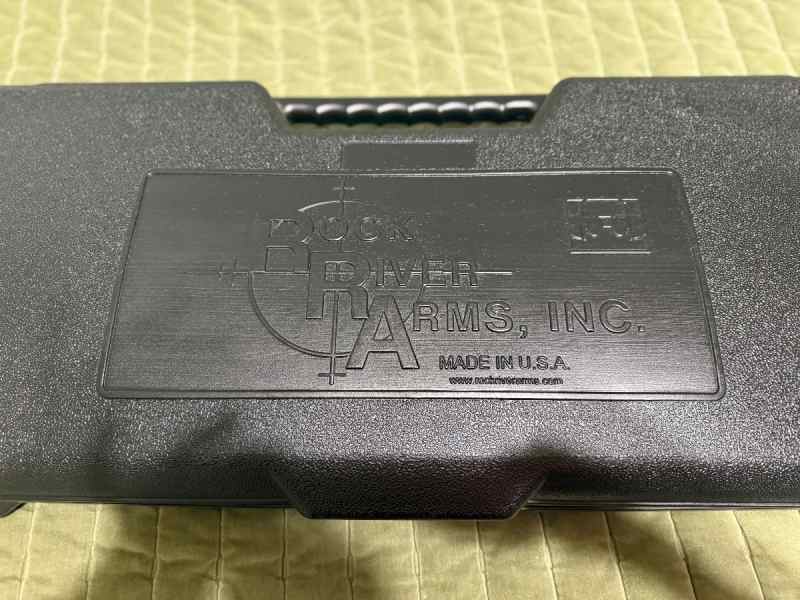 ROCK
RIVER
ARMS, INC.
MADE IN U.S.A.
www.rockriverarms.com